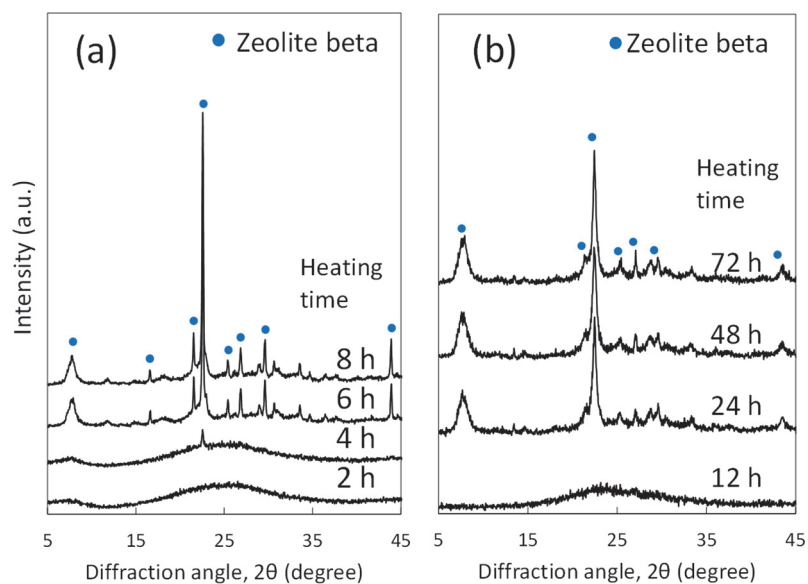 (a)
Zeolite beta
Intensity (a.u.)
Heating
time
8 h
6 h
4 h
2 h
5
15
25
35
45
Diffraction angle, 2θ (degree)
(b)
Zeolite beta
Heating
time
72 h
48 h
24 h
12 h
5
15
25
35
45
Diffraction angle, 2θ (degree)